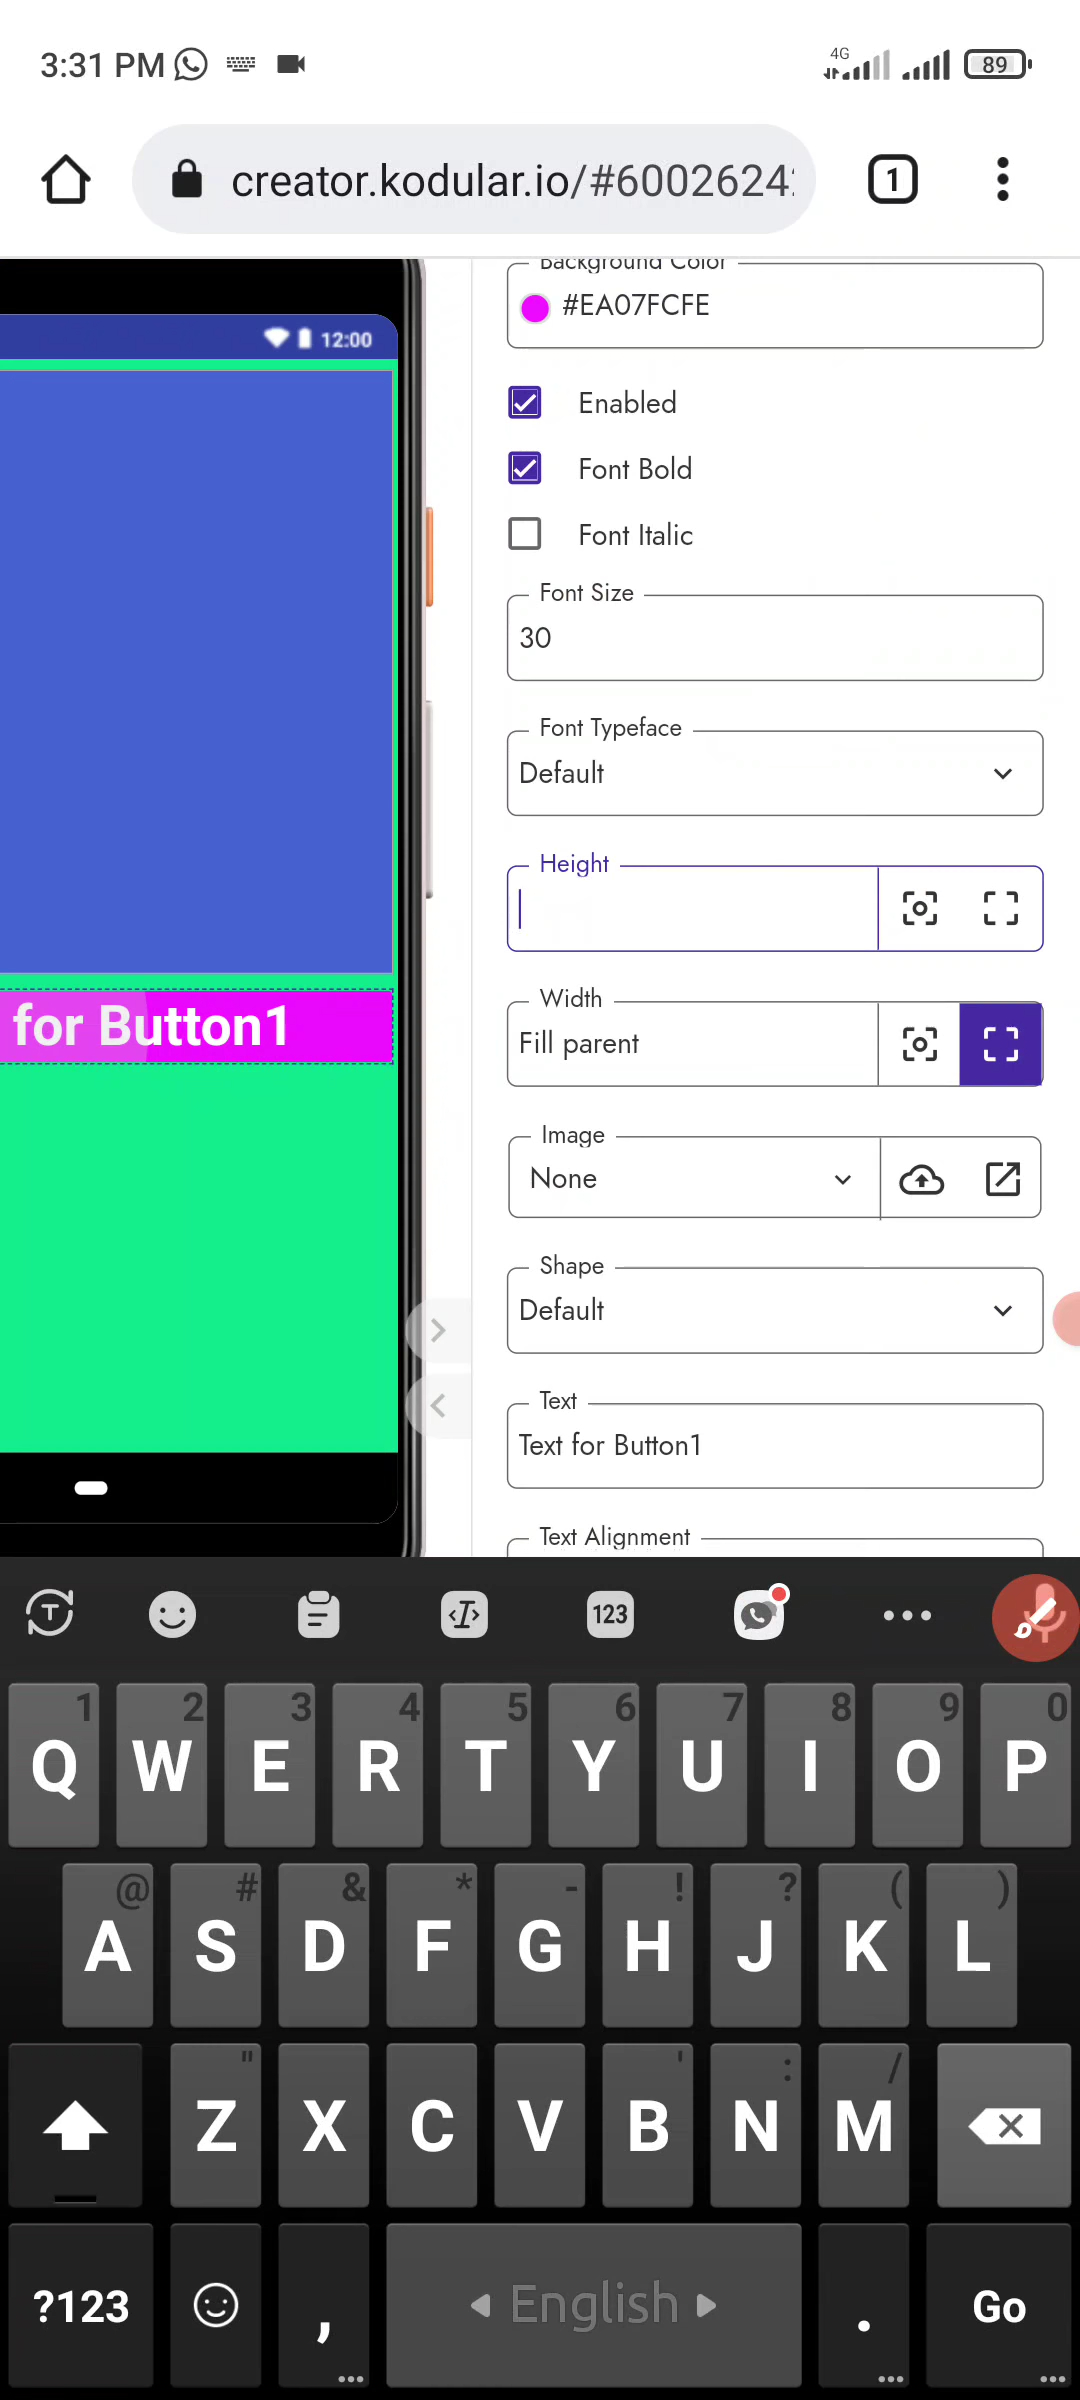 3:31 PM
4G
89
creator.kodular.io/#6002624
1
Background Color
#EA07FCFE
12:00
Enabled
Font Bold
Font Italic
Font Size
30
Font Typeface
Default
Height
for Button1
Width
Fill parent
Image
None
Shape
Default
Text
Text for Button1
Text Alignment
T
123
1 2 3 4 5 6 7 8 9 0
Q W E R T Y U I O P
@ # & * - ! ? ( )
A S D F G H J K L
" ' : /
Z X C V B N M
?123 , English . Go